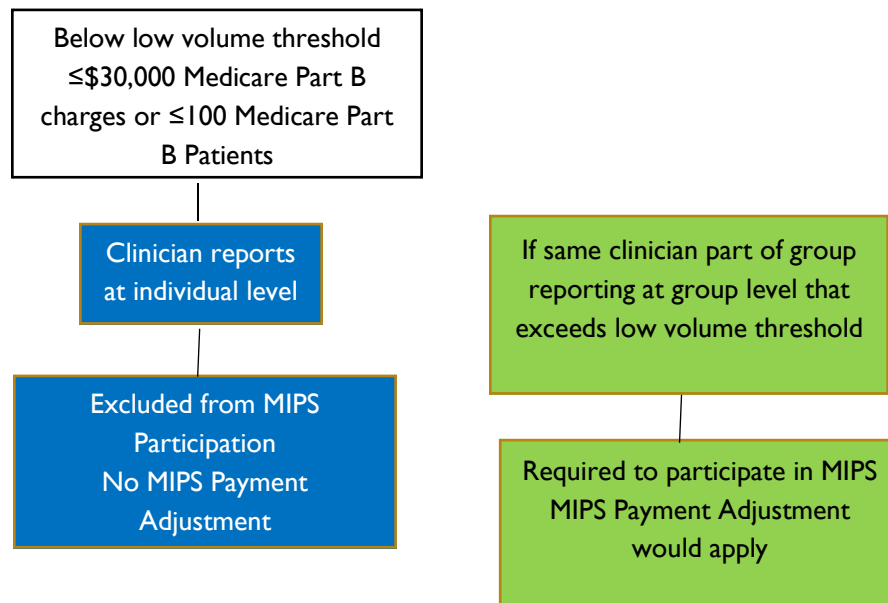 Below low volume threshold
≤$30,000 Medicare Part B
charges or ≤100 Medicare Part
B Patients
Clinician reports
at individual level
Excluded from MIPS
Participation
No MIPS Payment
Adjustment
If same clinician part of group
reporting at group level that
exceeds low volume threshold
Required to participate in MIPS
MIPS Payment Adjustment
would apply